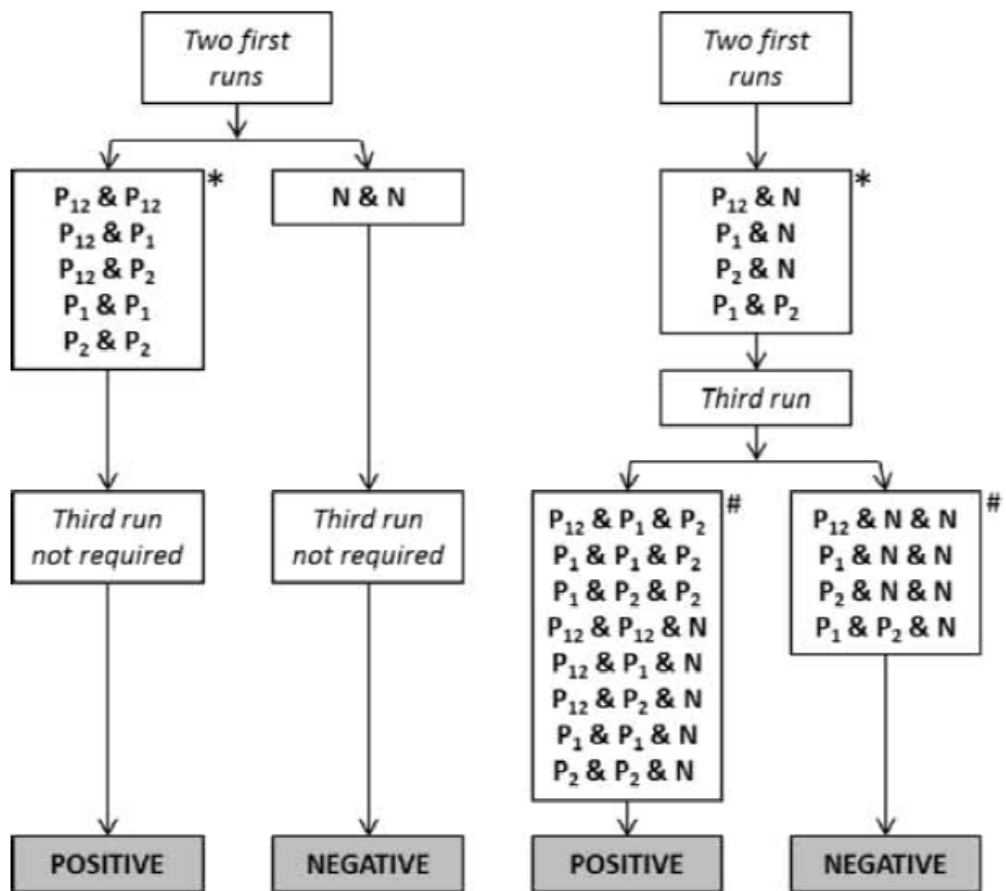 Two first
runs
P₁₂ & P₁₂
P₁₂ & P₁
P₁₂ & P₂
P₁ & P₁
P₂ & P₂
*
N & N
Third run
not required
Third run
not required
POSITIVE
NEGATIVE
Two first
runs
P₁₂ & N
P₁ & N
P₂ & N
P₁ & P₂
*
Third run
P₁₂ & P₁ & P₂
P₁ & P₁ & P₂
P₁ & P₂ & P₂
P₁₂ & P₁₂ & N
P₁₂ & P₁ & N
P₁₂ & P₂ & N
P₁ & P₁ & N
P₂ & P₂ & N
#
P₁₂ & N & N
P₁ & N & N
P₂ & N & N
P₁ & P₂ & N
#
POSITIVE
NEGATIVE